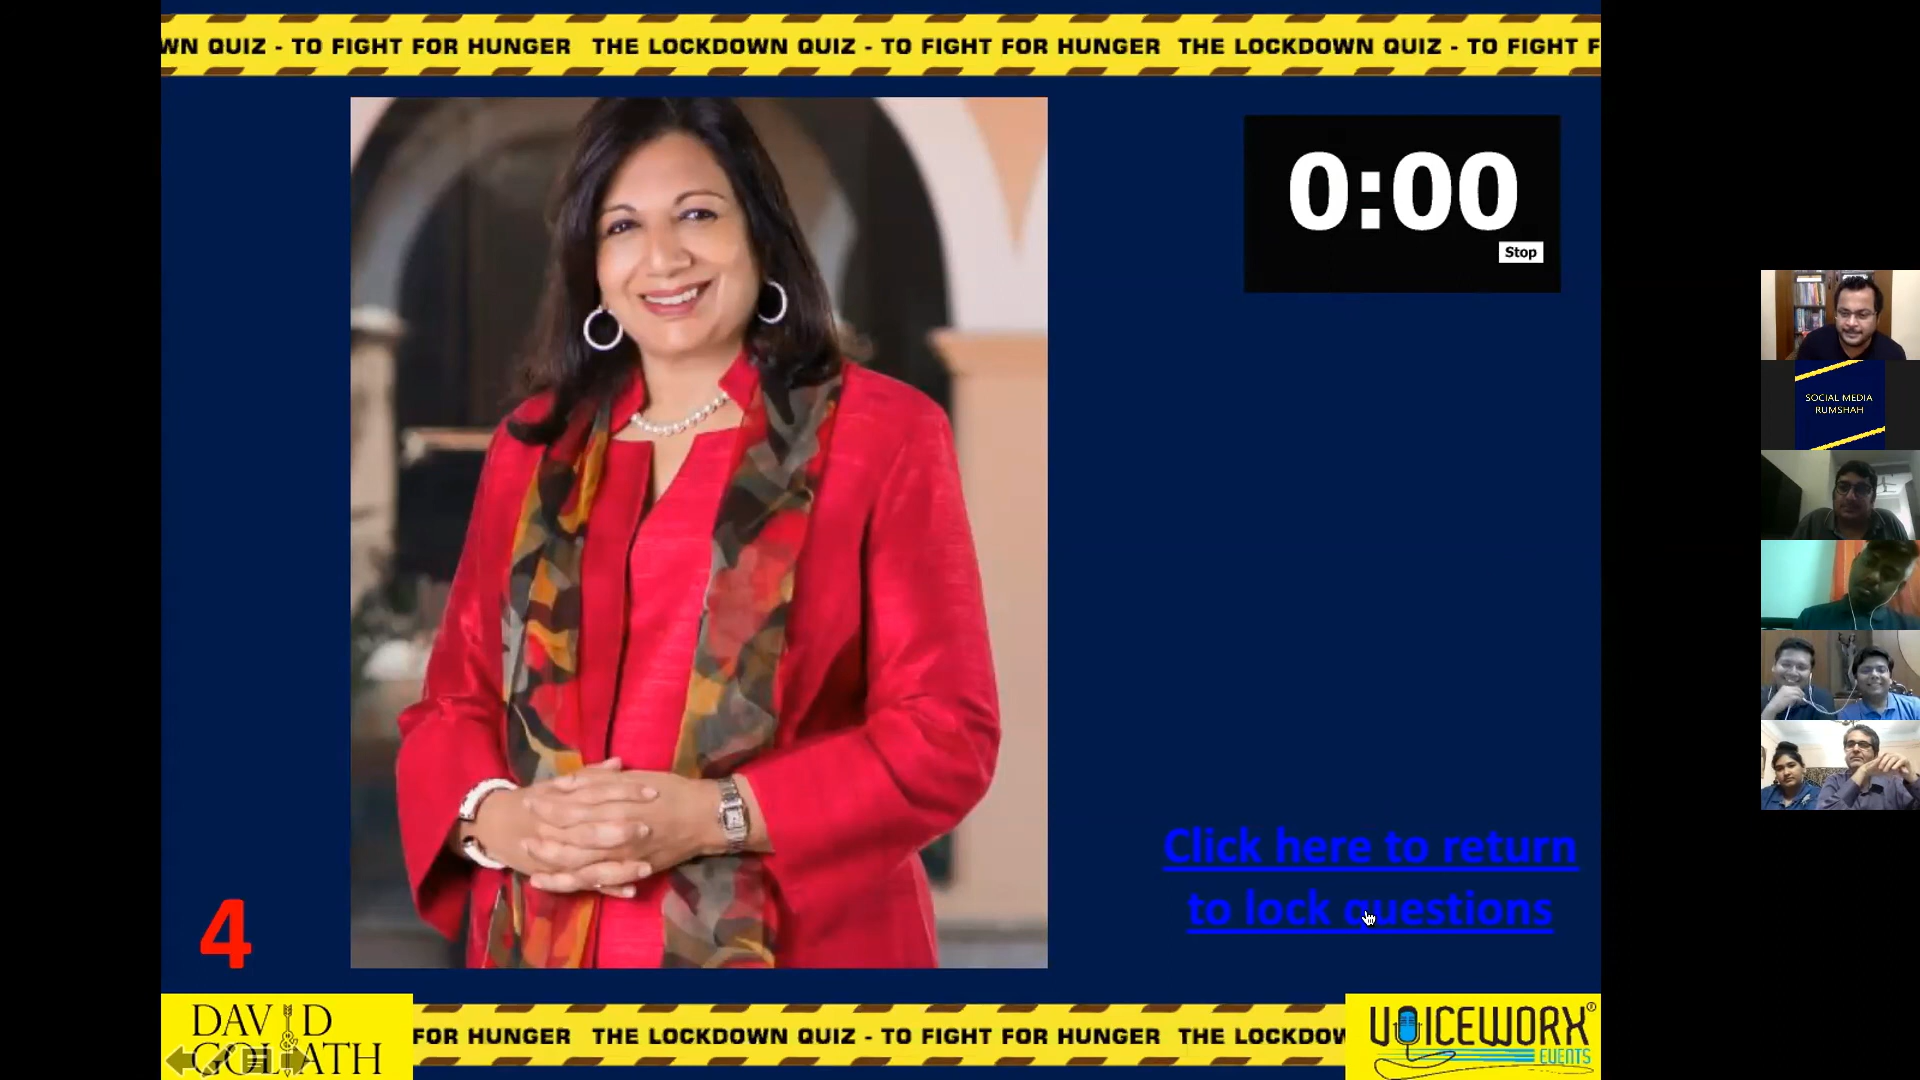 WN QUIZ - TO FIGHT FOR HUNGER THE LOCKDOWN QUIZ - TO FIGHT FOR HUNGER THE LOCKDOWN QUIZ - TO FIGHT F
0:00
Stop
SOCIAL MEDIA
RUMSHAH
Click here to return
to lock questions
4
DAVID
&
GOLIATH
FOR HUNGER THE LOCKDOWN QUIZ - TO FIGHT FOR HUNGER THE LOCKDOW
VOICEWORX®
EVENTS